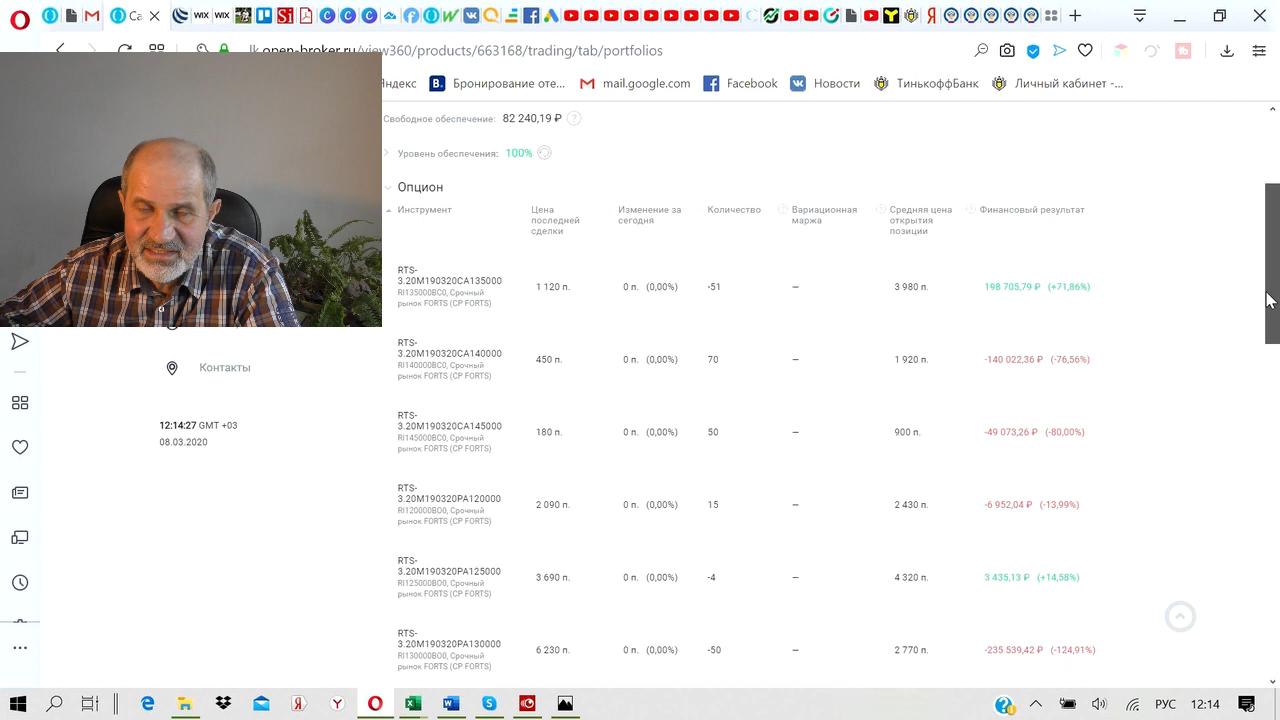 lk.open-broker.ru/view360/products/663168/trading/tab/portfolios
Бронирование оте...
mail.google.com
Facebook
Новости
ТинькоффБанк
Личный кабинет -...
Свободное обеспечение: 82 240,19 ₽
Уровень обеспечения: 100%
Опцион
Инструмент
Цена последней сделки
Изменение за сегодня
Количество
Вариационная маржа
Средняя цена открытия позиции
Финансовый результат
RTS-
3.20M190320CA135000
RI135000BC0, Срочный
рынок FORTS (СР FORTS)
1 120 п. 0 п. (0,00%) -51 — 3 980 п. 198 705,79 ₽ (+71,86%)
RTS-
3.20M190320CA140000
RI140000BC0, Срочный
рынок FORTS (СР FORTS)
450 п. 0 п. (0,00%) 70 — 1 920 п. -140 022,36 ₽ (-76,56%)
RTS-
3.20M190320CA145000
RI145000BC0, Срочный
рынок FORTS (СР FORTS)
180 п. 0 п. (0,00%) 50 — 900 п. -49 073,26 ₽ (-80,00%)
RTS-
3.20M190320PA120000
RI120000BO0, Срочный
рынок FORTS (СР FORTS)
2 090 п. 0 п. (0,00%) 15 — 2 430 п. -6 952,04 ₽ (-13,99%)
RTS-
3.20M190320PA125000
RI125000BO0, Срочный
рынок FORTS (СР FORTS)
3 690 п. 0 п. (0,00%) -4 — 4 320 п. 3 435,13 ₽ (+14,58%)
RTS-
3.20M190320PA130000
RI130000BO0, Срочный
рынок FORTS (СР FORTS)
6 230 п. 0 п. (0,00%) -50 — 2 770 п. -235 539,42 ₽ (-124,91%)
Контакты
12:14:27 GMT +03
08.03.2020
РУС 12:14